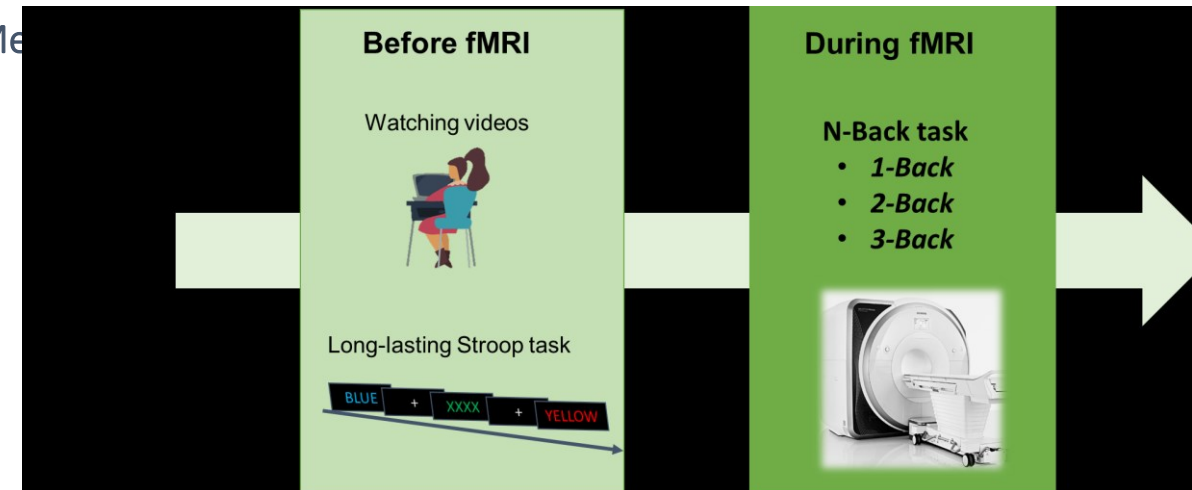 Before fMRI
Watching videos
Long-lasting Stroop task
BLUE
+
XXXX
+
YELLOW
During fMRI
N-Back task
• 1-Back
• 2-Back
• 3-Back